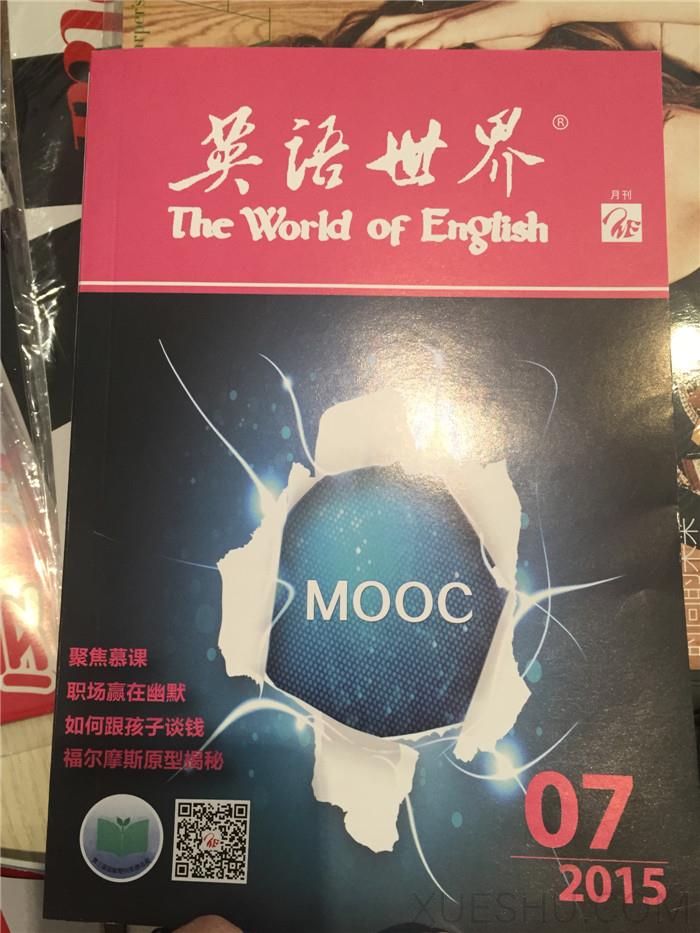 英语世界®
The World of English
月刊
MOOC
聚焦慕课
职场赢在幽默
如何跟孩子谈钱
福尔摩斯原型揭秘
07
2015
XUESHU.COM